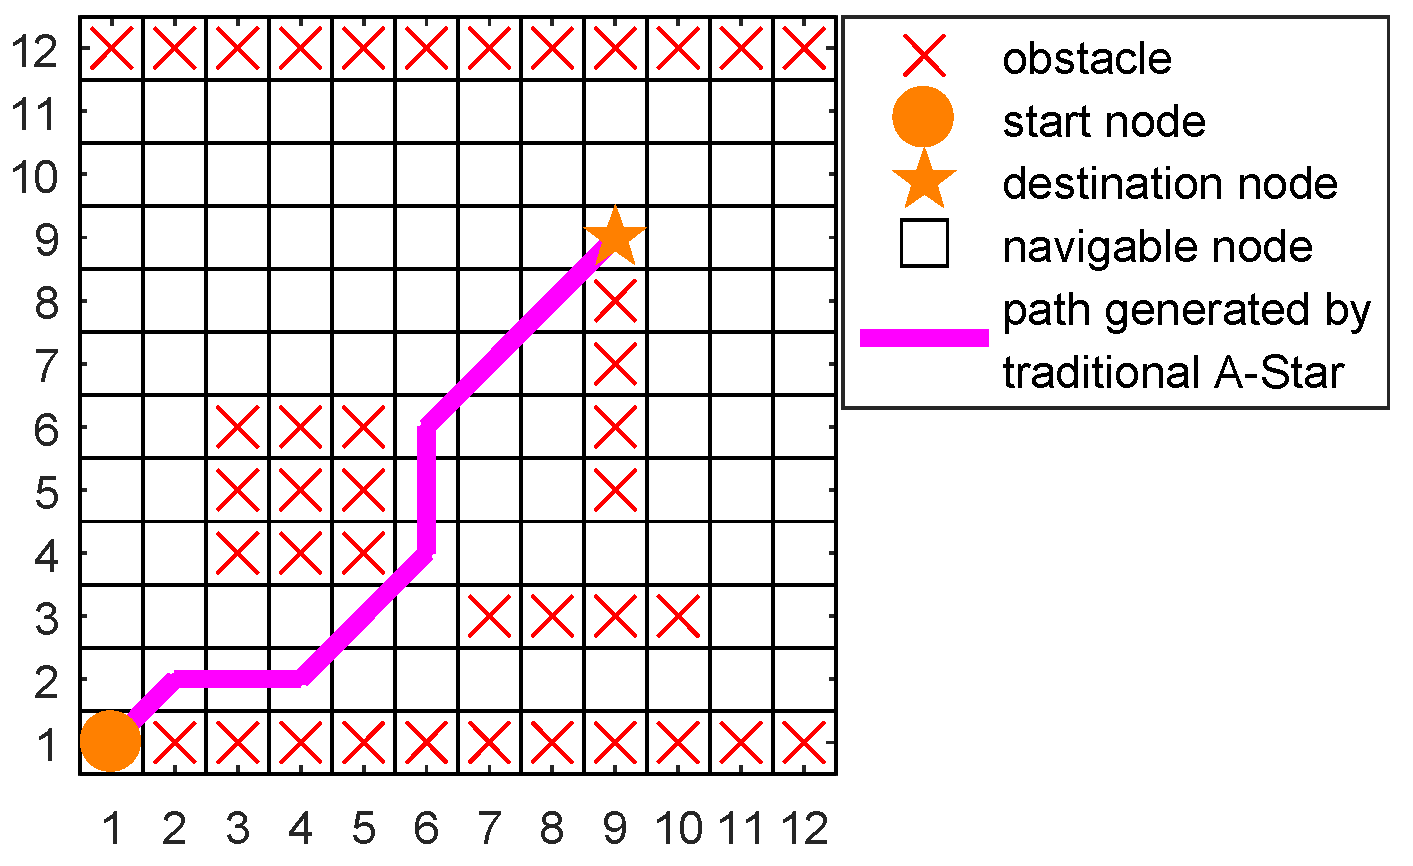 12
11
10
9
8
7
6
5
4
3
2
1
1 2 3 4 5 6 7 8 9 10 11 12
obstacle
start node
destination node
navigable node
path generated by
traditional A-Star